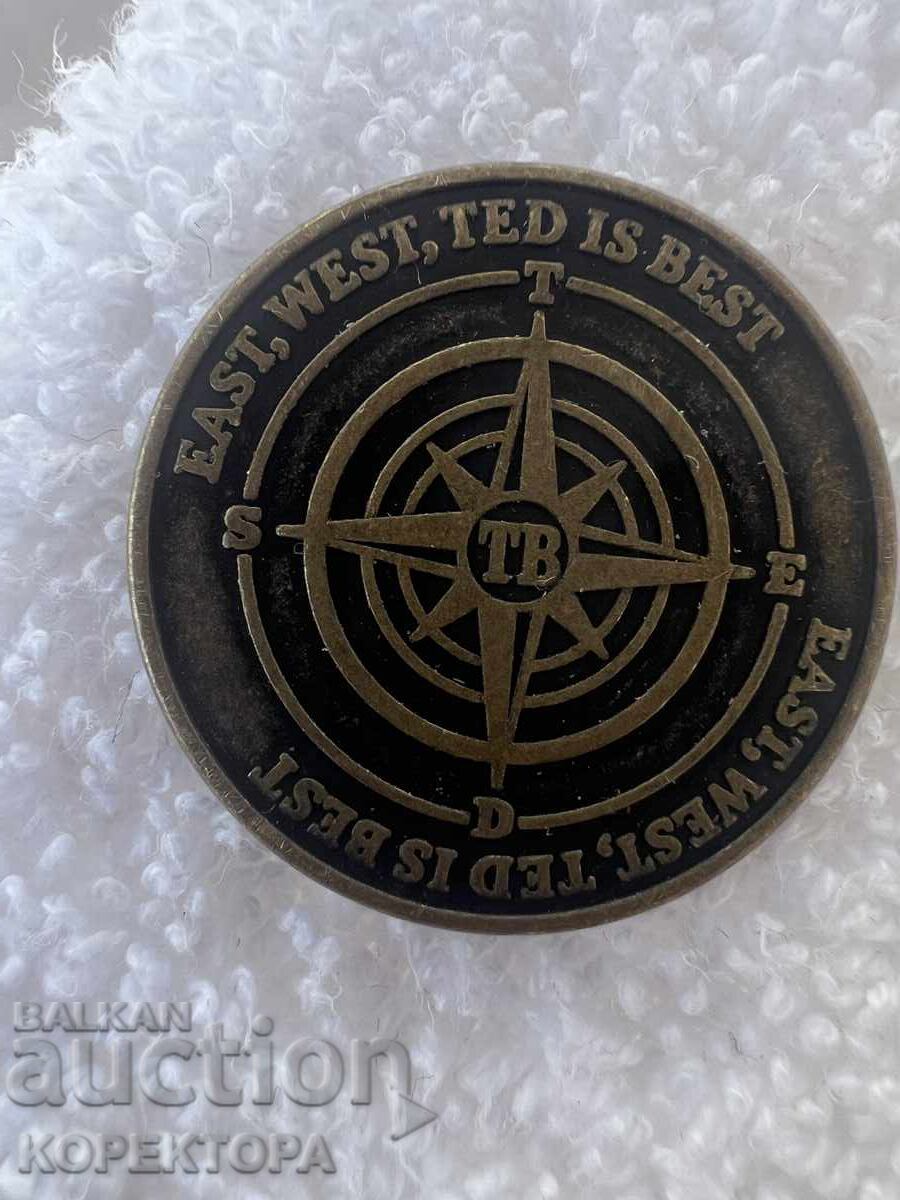 EAST, WEST, TED IS BEST
T
S
TB
E
D
EAST, WEST, TED IS BEST
BALKAN
auction
КОРЕКТОРА